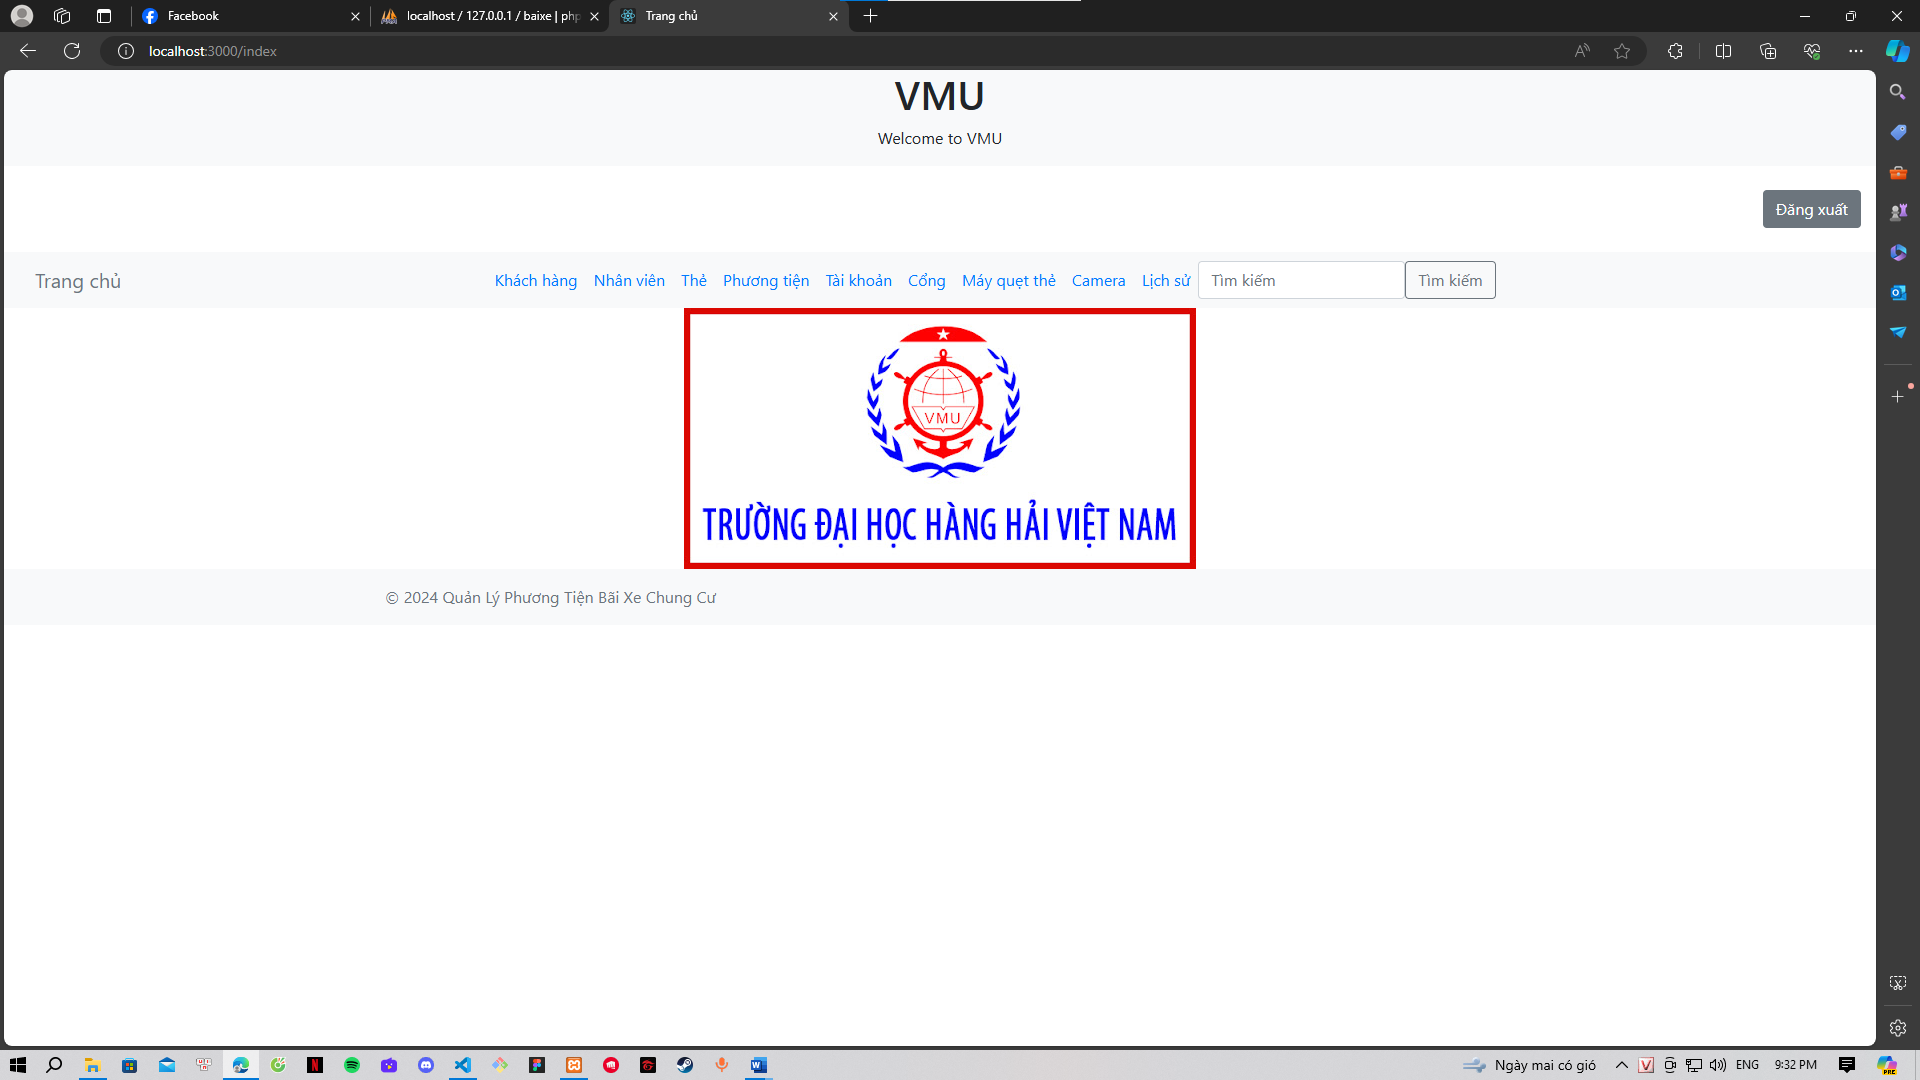 Facebook
localhost / 127.0.0.1 / baixe | php
Trang chủ
localhost:3000/index
VMU
Welcome to VMU
Đăng xuất
Trang chủ
Khách hàng Nhân viên Thẻ Phương tiện Tài khoản Cổng Máy quẹt thẻ Camera Lịch sử Tìm kiếm Tìm kiếm
VMU
TRƯỜNG ĐẠI HỌC HÀNG HẢI VIỆT NAM
© 2024 Quản Lý Phương Tiện Bãi Xe Chung Cư
Ngày mai có gió
ENG
9:32 PM